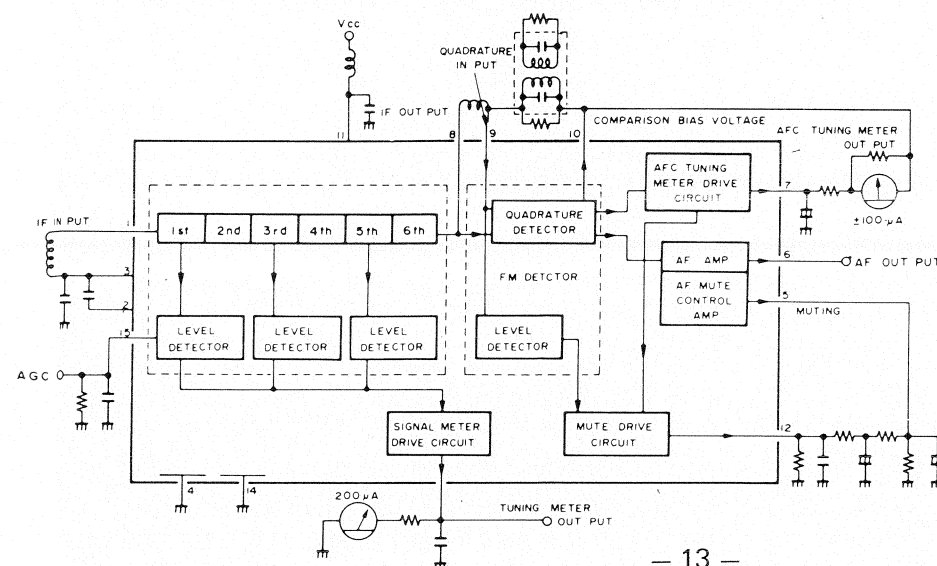 Vcc
QUADRATURE
IN PUT
IF OUT PUT
11
8
9
10
COMPARISON BIAS VOLTAGE
AFC TUNING METER
OUT PUT
AFC TUNING
METER DRIVE
CIRCUIT
7
±100μA
IF IN PUT
1
1st
2nd
3rd
4th
5th
6th
QUADRATURE
DETECTOR
FM DETCTOR
AF AMP
6
AF OUT PUT
AF MUTE
CONTROL
AMP
5
MUTING
3
2
15
LEVEL
DETECTOR
LEVEL
DETECTOR
LEVEL
DETECTOR
LEVEL
DETECTOR
AGC
SIGNAL METER
DRIVE CIRCUIT
MUTE DRIVE
CIRCUIT
12
4
14
200μA
TUNING METER
OUT PUT
— 13 —